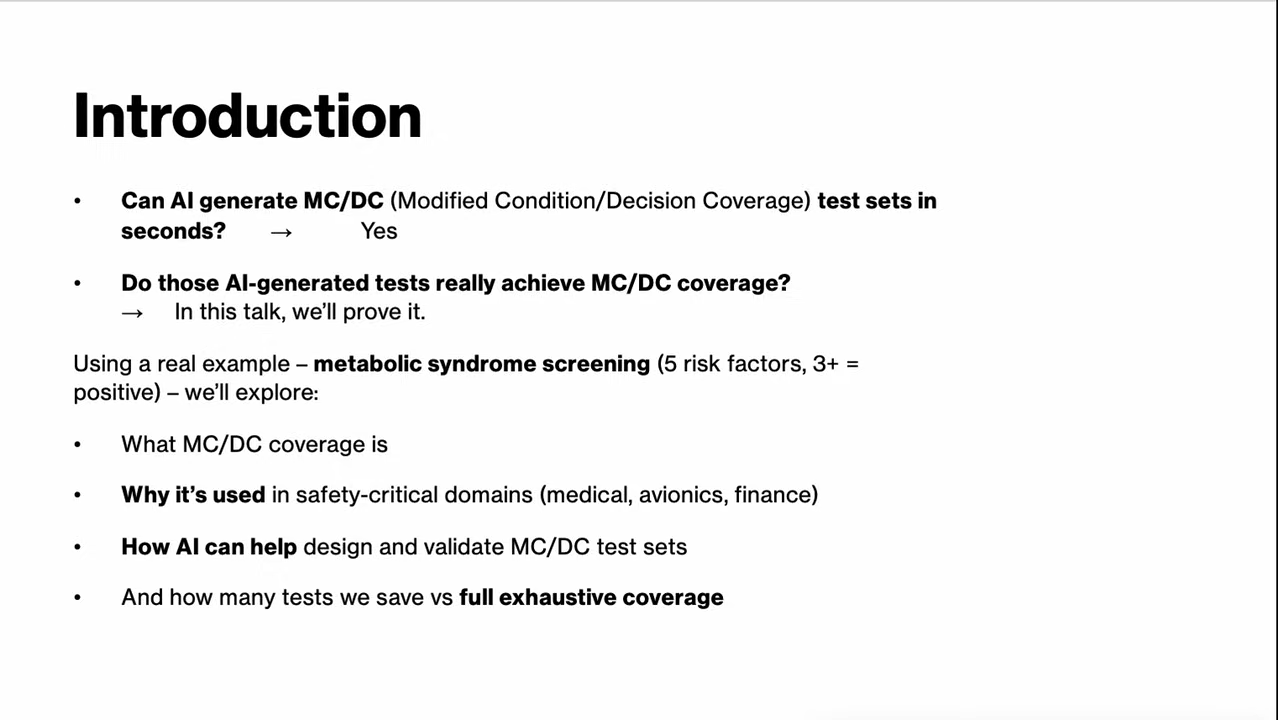 Introduction
• Can AI generate MC/DC (Modified Condition/Decision Coverage) test sets in
seconds? → Yes
• Do those AI-generated tests really achieve MC/DC coverage?
→ In this talk, we’ll prove it.
Using a real example – metabolic syndrome screening (5 risk factors, 3+ =
positive) – we’ll explore:
• What MC/DC coverage is
• Why it’s used in safety-critical domains (medical, avionics, finance)
• How AI can help design and validate MC/DC test sets
• And how many tests we save vs full exhaustive coverage